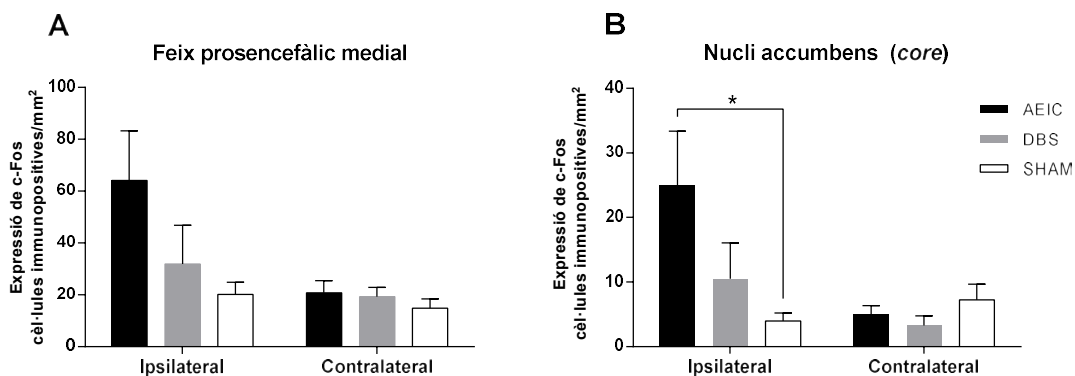 A
Feix prosencefàlic medial
Expressió de c-Fos
cèl·lules immunopositives/mm²
100
80
60
40
20
0
Ipsilateral
Contralateral
B
Nucli accumbens (core)
Expressió de c-Fos
cèl·lules immunopositives/mm²
40
30
20
10
0
*
Ipsilateral
Contralateral
AEIC
DBS
SHAM